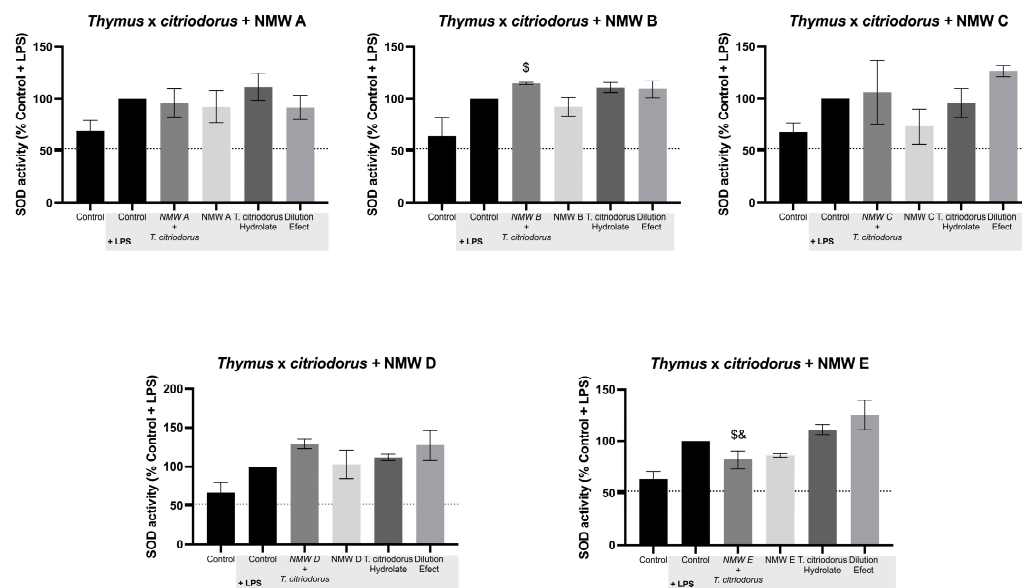 Thymus x citriodorus + NMW A
SOD activity (% Control + LPS)
150
100
50
0
Control
Control
NMW A
+
T. citriodorus
NMW A
T. citriodorus
Hydrolate
Dilution
Efect
+ LPS
Thymus x citriodorus + NMW B
SOD activity (% Control + LPS)
150
100
50
0
$
Control
Control
NMW B
+
T. citriodorus
NMW B
T. citriodorus
Hydrolate
Dilution
Efect
+ LPS
Thymus x citriodorus + NMW C
SOD activity (% Control + LPS)
150
100
50
0
Control
Control
NMW C
+
T. citriodorus
NMW C
T. citriodorus
Hydrolate
Dilution
Efect
+ LPS
Thymus x citriodorus + NMW D
SOD activity (% Control + LPS)
200
150
100
50
0
Control
Control
NMW D
+
T. citriodorus
NMW D
T. citriodorus
Hydrolate
Dilution
Efect
+ LPS
Thymus x citriodorus + NMW E
SOD activity (% Control + LPS)
150
100
50
0
$&
Control
Control
NMW E
+
T. citriodorus
NMW E
T. citriodorus
Hydrolate
Dilution
Efect
+ LPS